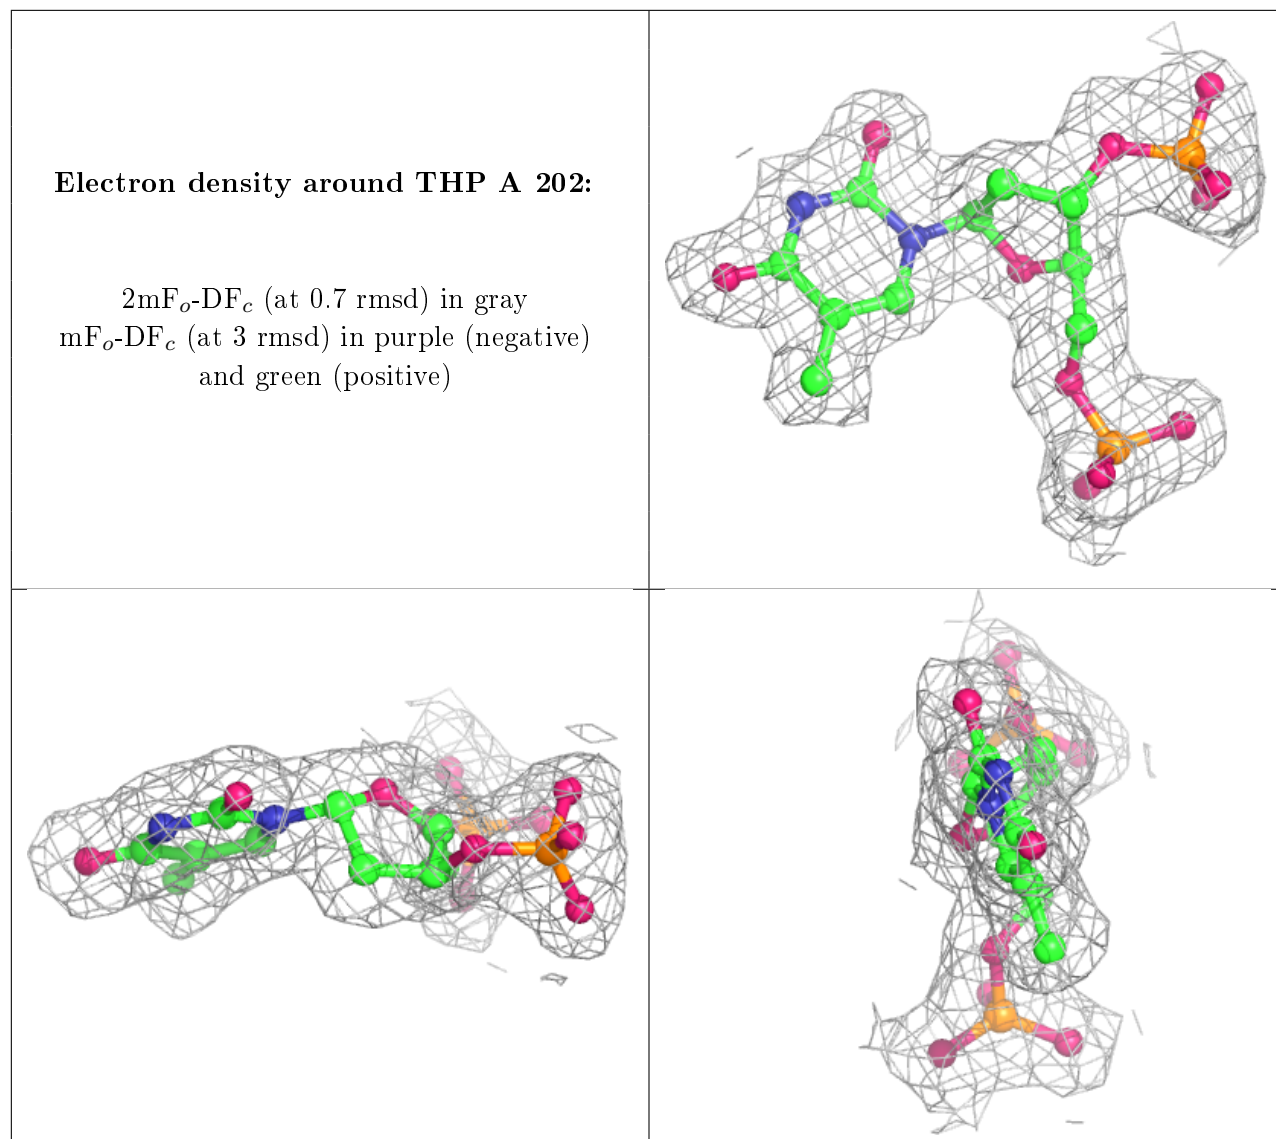 Electron density around THP A 202:
2mFₒ-DF𝒸 (at 0.7 rmsd) in gray
mFₒ-DF𝒸 (at 3 rmsd) in purple (negative)
and green (positive)